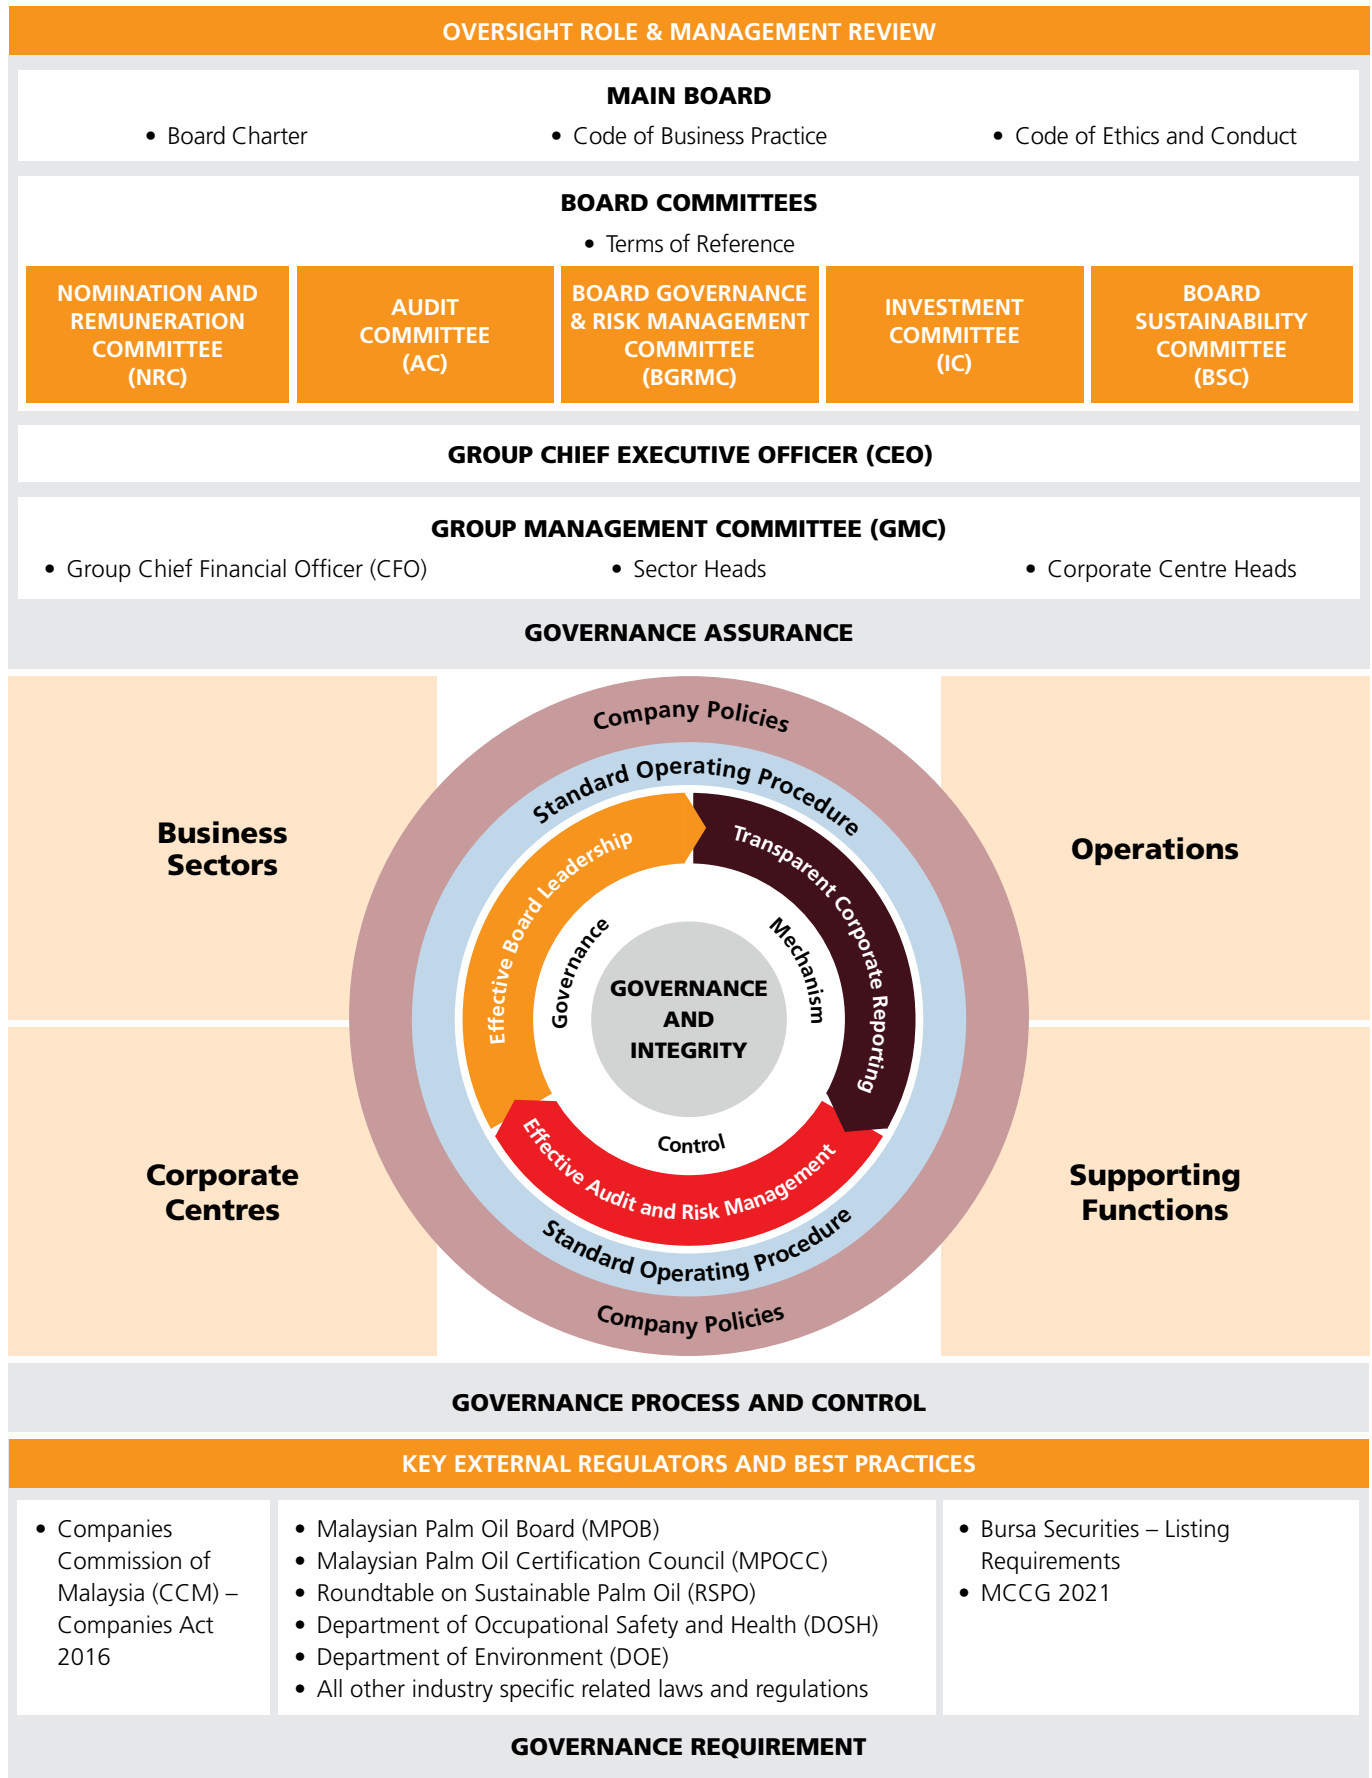 OVERSIGHT ROLE & MANAGEMENT REVIEW
MAIN BOARD
• Board Charter
• Code of Business Practice
• Code of Ethics and Conduct
BOARD COMMITTEES
• Terms of Reference
NOMINATION AND
REMUNERATION
COMMITTEE
(NRC)
AUDIT
COMMITTEE
(AC)
BOARD GOVERNANCE
& RISK MANAGEMENT
COMMITTEE
(BGRMC)
INVESTMENT
COMMITTEE
(IC)
BOARD
SUSTAINABILITY
COMMITTEE
(BSC)
GROUP CHIEF EXECUTIVE OFFICER (CEO)
GROUP MANAGEMENT COMMITTEE (GMC)
• Group Chief Financial Officer (CFO)
• Sector Heads
• Corporate Centre Heads
GOVERNANCE ASSURANCE
Business
Sectors
Operations
Corporate
Centres
Supporting
Functions
Company Policies
Standard Operating Procedure
Effective Board Leadership
Transparent Corporate Reporting
Governance
Mechanism
GOVERNANCE
AND
INTEGRITY
Control
Effective Audit and Risk Management
Standard Operating Procedure
Company Policies
GOVERNANCE PROCESS AND CONTROL
KEY EXTERNAL REGULATORS AND BEST PRACTICES
• Companies
Commission of
Malaysia (CCM) –
Companies Act
2016
• Malaysian Palm Oil Board (MPOB)
• Malaysian Palm Oil Certification Council (MPOCC)
• Roundtable on Sustainable Palm Oil (RSPO)
• Department of Occupational Safety and Health (DOSH)
• Department of Environment (DOE)
• All other industry specific related laws and regulations
• Bursa Securities – Listing
Requirements
• MCCG 2021
GOVERNANCE REQUIREMENT